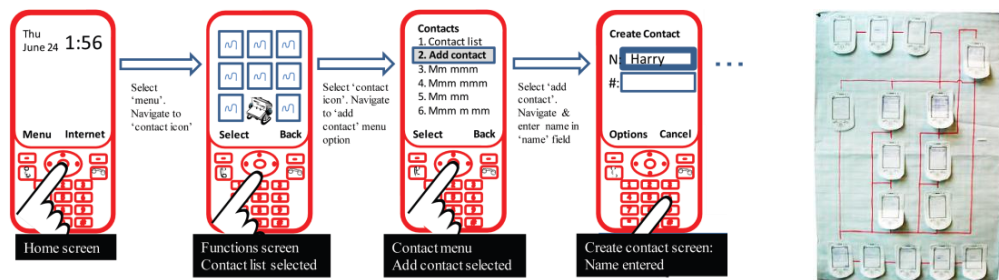 Thu
June 24 1:56
Menu Internet
Home screen
Select
‘menu’.
Navigate to
‘contact icon’
Select Back
Functions screen
Contact list selected
Select ‘contact
icon’. Navigate
to ‘add
contact’ menu
option
Contacts
1. Contact list
2. Add contact
3. Mm mmm
4. Mmm mmm
5. Mm mm
6. Mmm m mm
Select Back
Contact menu
Add contact selected
Select ‘add
contact’.
Navigate &
enter name in
‘name’ field
Create Contact
N: Harry
#:
Options Cancel
Create contact screen:
Name entered
...